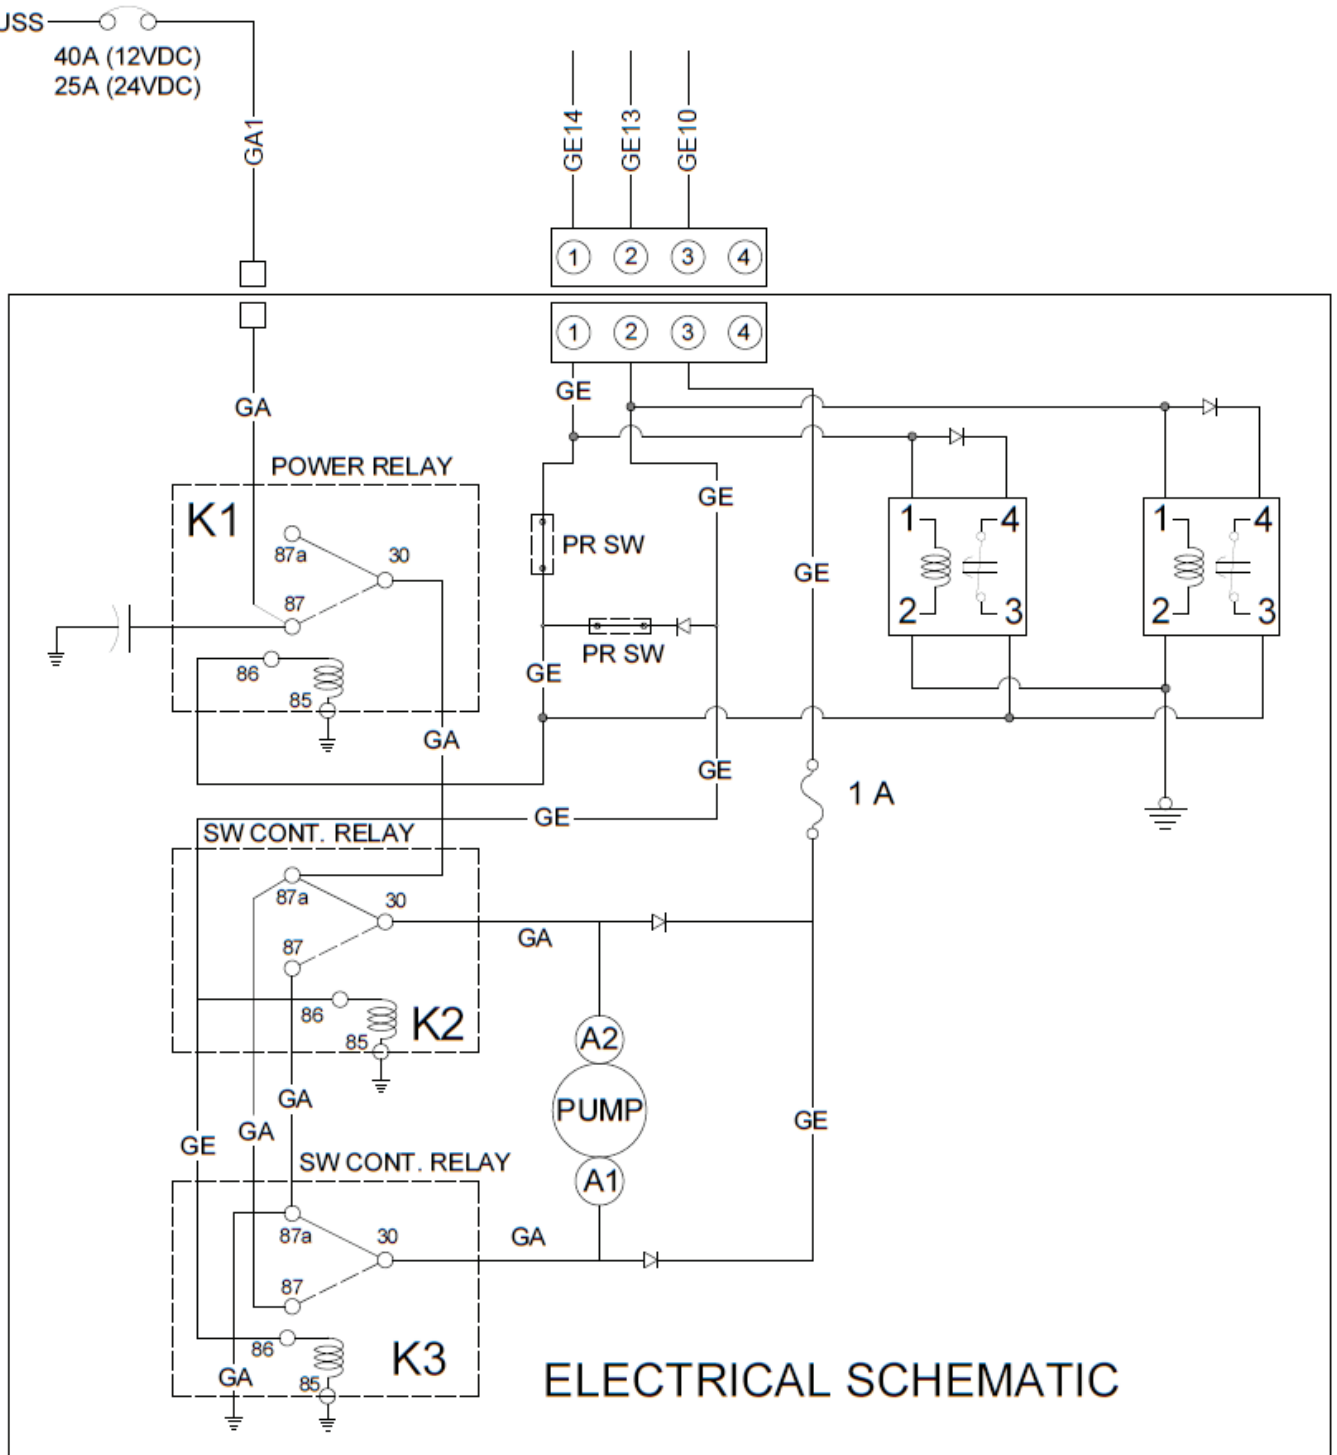 USS
40A (12VDC)
25A (24VDC)
GA1
GE14
GE13
GE10
1 2 3 4
1 2 3 4
GE
GA
POWER RELAY
K1
87a
30
87
86
85
GE
PR SW
PR SW
GE
GE
1 4
2 3
1 4
2 3
GA
GE
1 A
GE
SW CONT. RELAY
87a
30
87
GA
86
85
K2
A2
PUMP
A1
GA
GA
GE
GE
SW CONT. RELAY
87a
30
GA
87
86
K3
GA
85
ELECTRICAL SCHEMATIC